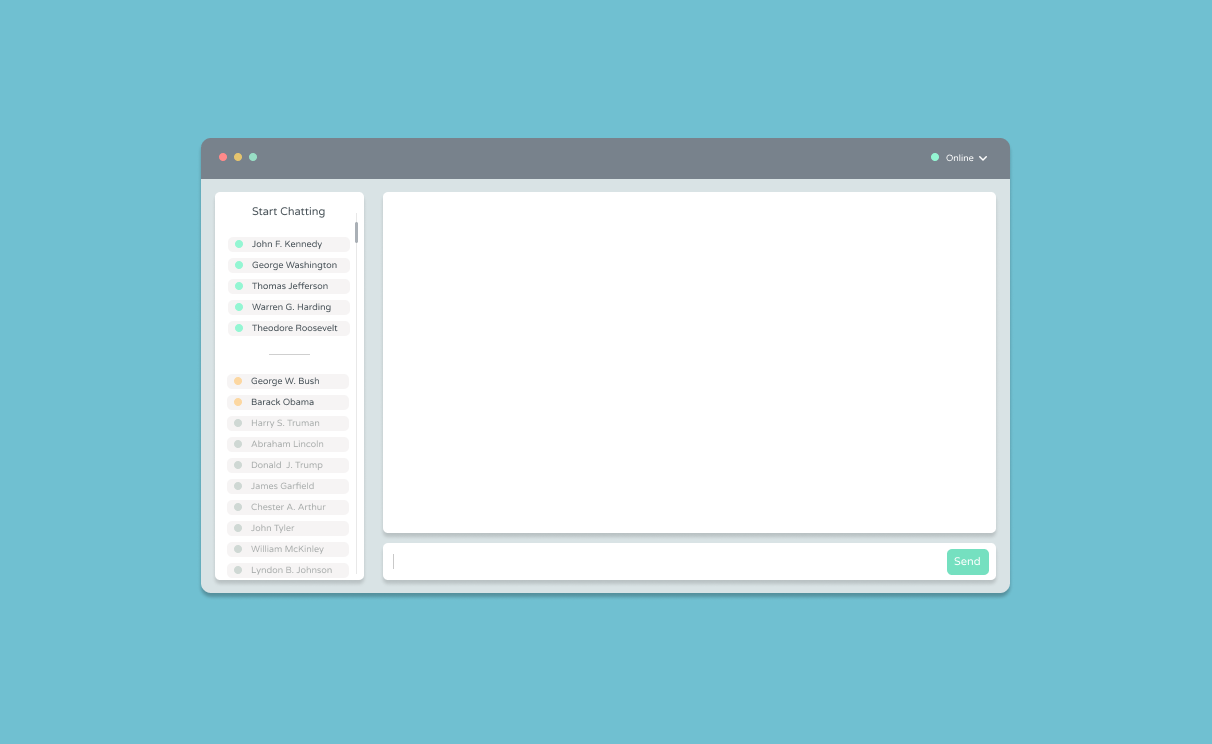 Online
Start Chatting
John F. Kennedy
George Washington
Thomas Jefferson
Warren G. Harding
Theodore Roosevelt
George W. Bush
Barack Obama
Harry S. Truman
Abraham Lincoln
Donald  J. Trump
James Garfield
Chester A. Arthur
John Tyler
William McKinley
Lyndon B. Johnson
Send